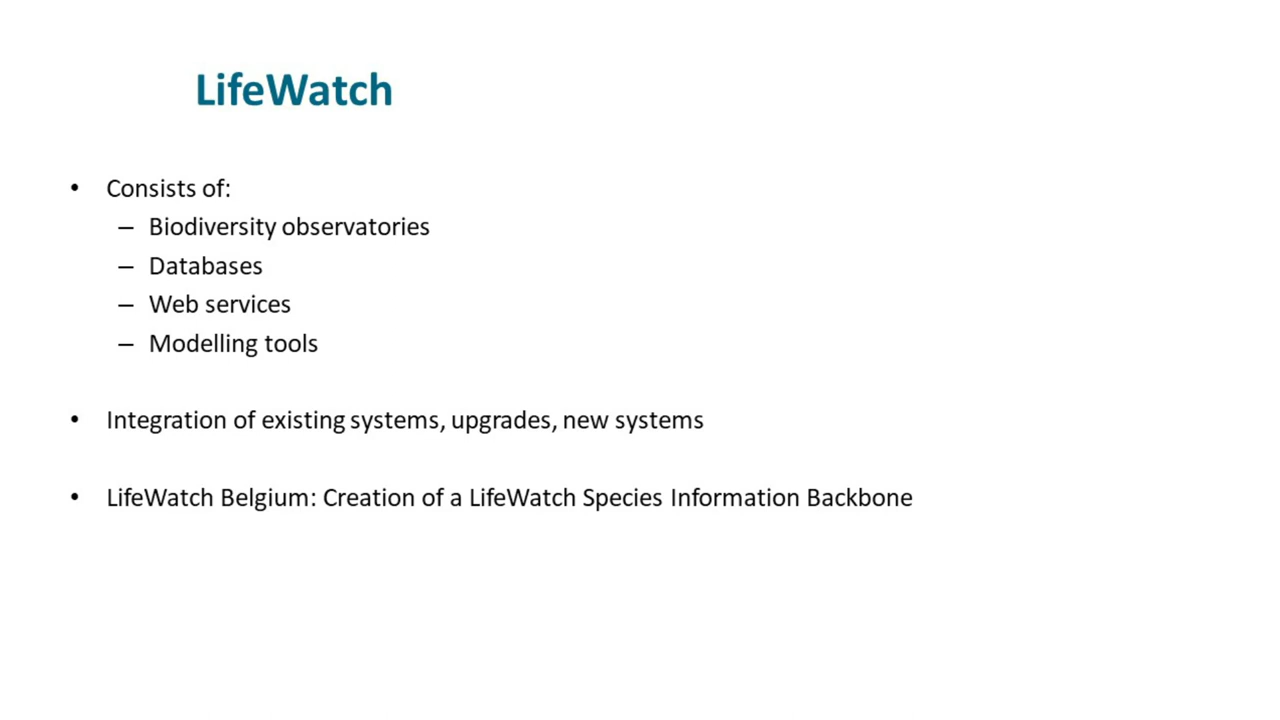 LifeWatch
• Consists of:
– Biodiversity observatories
– Databases
– Web services
– Modelling tools
• Integration of existing systems, upgrades, new systems
• LifeWatch Belgium: Creation of a LifeWatch Species Information Backbone